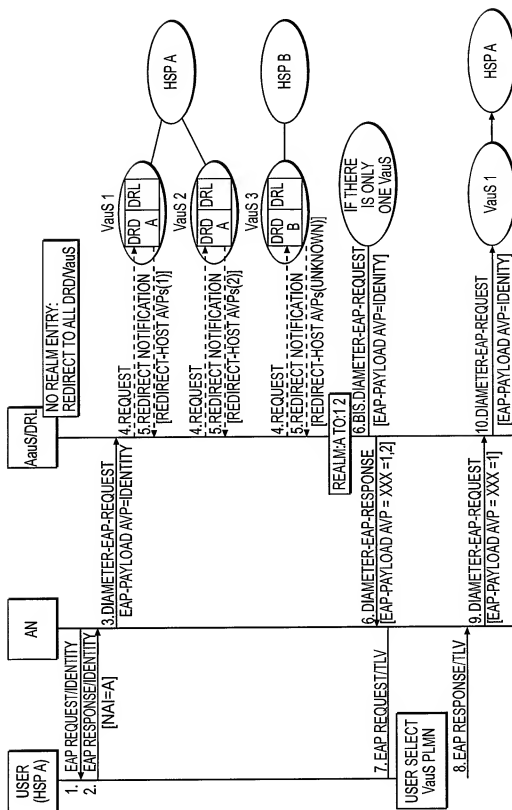 USER
(HSP A)
AN
AauS/DRL
NO REALM ENTRY:
REDIRECT TO ALL DRD/VauS
1. EAP REQUEST/IDENTITY
2. EAP RESPONSE/IDENTITY
[NAI=A]
3.DIAMETER-EAP-REQUEST
EAP-PAYLOAD AVP=IDENTITY
VauS 1
4.REQUEST
5.REDIRECT NOTIFICATION
[REDIRECT-HOST AVPs(1)]
DRD
DRL
A
HSP A
VauS 2
4.REQUEST
5.REDIRECT NOTIFICATION
[REDIRECT-HOST AVPs(2)]
DRD
DRL
A
VauS 3
4.REQUEST
5.REDIRECT NOTIFICATION
[REDIRECT-HOST AVPs(UNKNOWN)]
DRD
DRL
B
HSP B
REALM:A TO:1 2
6.DIAMETER-EAP-RESPONSE
[EAP-PAYLOAD AVP = XXX =1,2]
6.BIS.DIAMETER-EAP-REQUEST
[EAP-PAYLOAD AVP=IDENITY]
IF THERE
IS ONLY
ONE VauS
7.EAP REQUEST/TLV
USER SELECT
VauS PLMN
8.EAP RESPONSE/TLV
9.DIAMETER-EAP-REQUEST
[EAP-PAYLOAD AVP = XXX =1]
10.DIAMETER-EAP-REQUEST
[EAP-PAYLOAD AVP=IDENITY]
VauS 1
HSP A